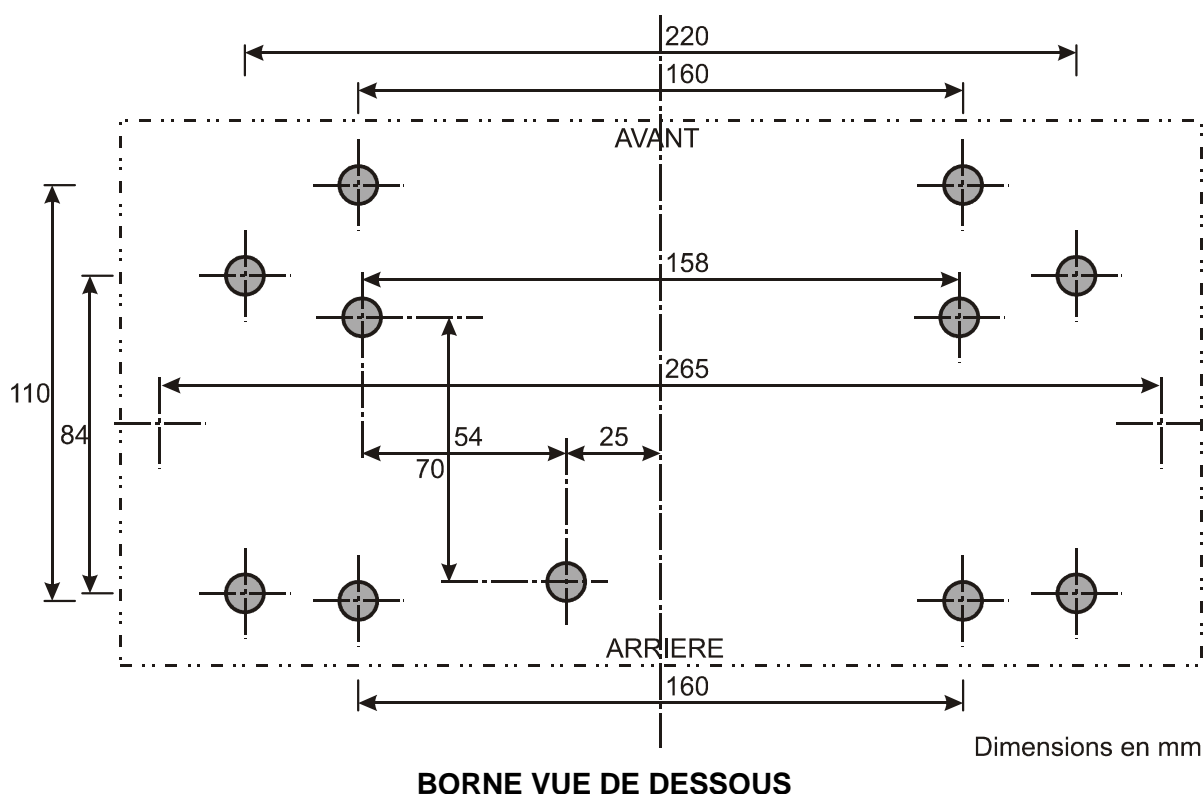 220
160
AVANT
158
265
110
84
54
25
70
ARRIERE
160
Dimensions en mm
BORNE VUE DE DESSOUS